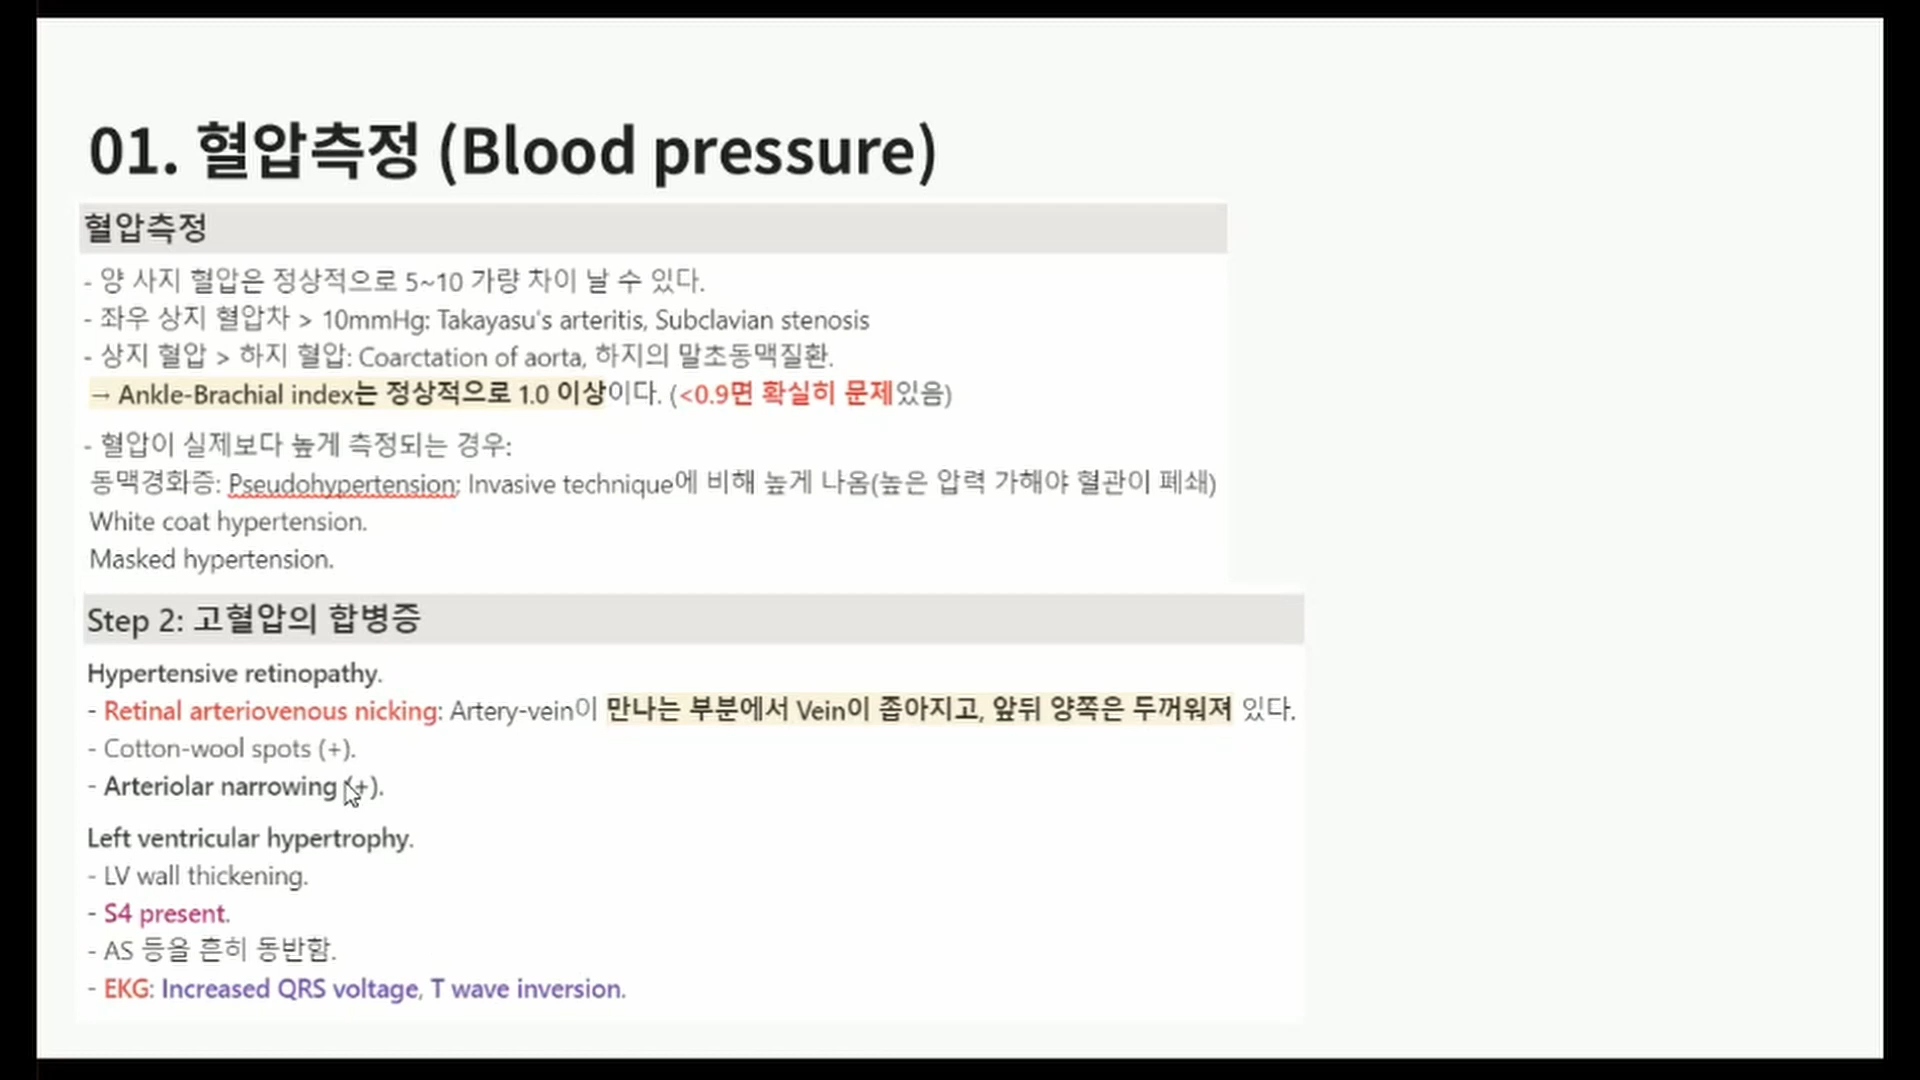 01. 혈압측정 (Blood pressure)
혈압측정
- 양 사지 혈압은 정상적으로 5~10 가량 차이 날 수 있다.
- 좌우 상지 혈압차 > 10mmHg: Takayasu's arteritis, Subclavian stenosis
- 상지 혈압 > 하지 혈압: Coarctation of aorta, 하지의 말초동맥질환.
→ Ankle-Brachial index는 정상적으로 1.0 이상이다. (<0.9면 확실히 문제있음)
- 혈압이 실제보다 높게 측정되는 경우:
동맥경화증: Pseudohypertension; Invasive technique에 비해 높게 나옴(높은 압력 가해야 혈관이 폐쇄)
White coat hypertension.
Masked hypertension.
Step 2: 고혈압의 합병증
Hypertensive retinopathy.
- Retinal arteriovenous nicking: Artery-vein이 만나는 부분에서 Vein이 좁아지고, 앞뒤 양쪽은 두꺼워져 있다.
- Cotton-wool spots (+).
- Arteriolar narrowing (+).
Left ventricular hypertrophy.
- LV wall thickening.
- S4 present.
- AS 등을 흔히 동반함.
- EKG: Increased QRS voltage, T wave inversion.